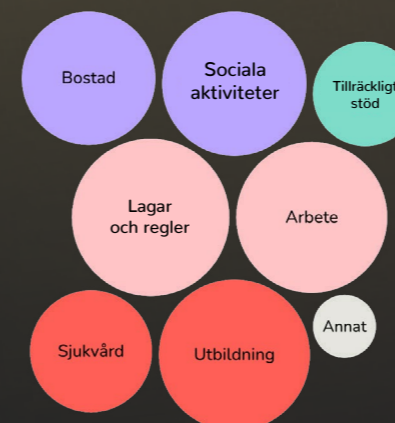 Bostad
Sociala
aktiviteter
Tillräckligt
stöd
Lagar
och regler
Arbete
Sjukvård
Utbildning
Annat